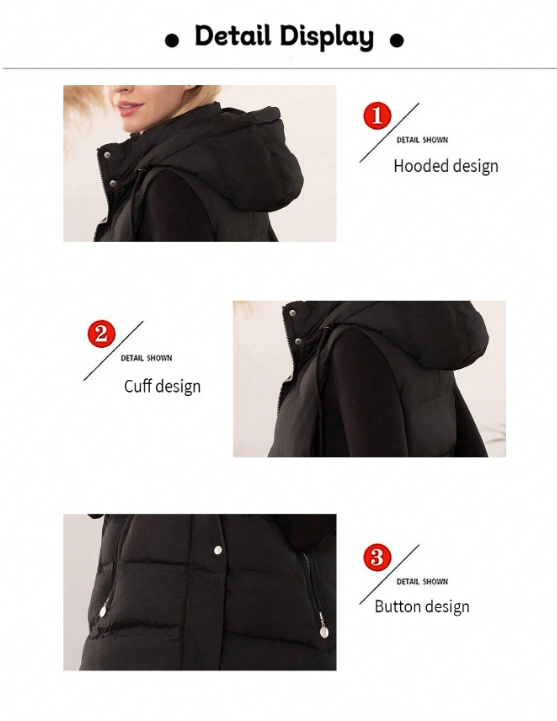 Detail Display
1
DETAIL SHOWN
Hooded design
2
DETAIL SHOWN
Cuff design
3
DETAIL SHOWN
Button design